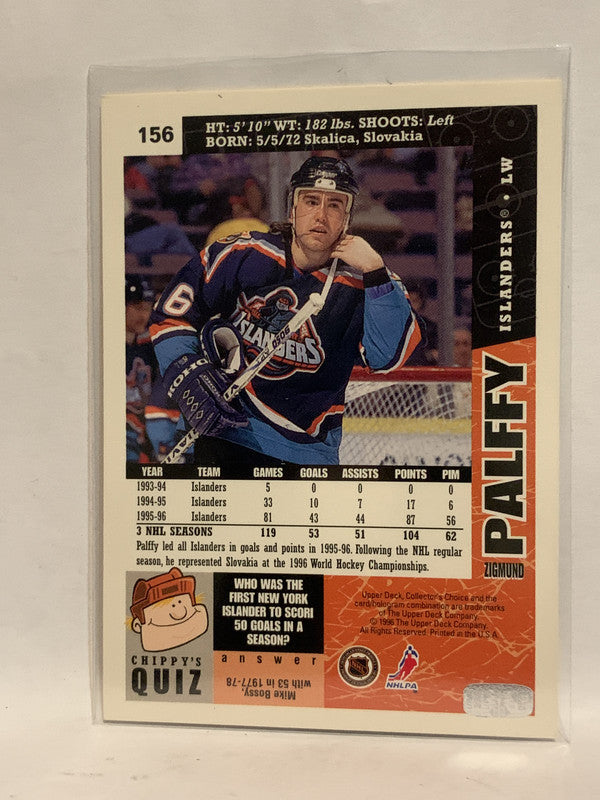 156
HT: 5'10" WT: 182 lbs. SHOOTS: Left
BORN: 5/5/72 Skalica, Slovakia
ISLANDERS® • LW
PALFFY
ZIGMUND
6
ISLANDERS
KOHO
YEAR TEAM GAMES GOALS ASSISTS POINTS PIM
1993-94 Islanders 5 0 0 0 0
1994-95 Islanders 33 10 7 17 6
1995-96 Islanders 81 43 44 87 56
3 NHL SEASONS 119 53 51 104 62
Palffy led all Islanders in goals and points in 1995-96. Following the NHL regular
season, he represented Slovakia at the 1996 World Hockey Championships.
CHIPPY'S
QUIZ
WHO WAS THE
FIRST NEW YORK
ISLANDER TO SCORE
50 GOALS IN A
SEASON?
answer
Mike Bossy,
with 53 in 1977-78
Upper Deck, Collector's Choice and the
card/hologram combination are trademarks
of The Upper Deck Company.
© 1996 The Upper Deck Company.
All Rights Reserved. Printed in the U.S.A.
NHL
NHLPA